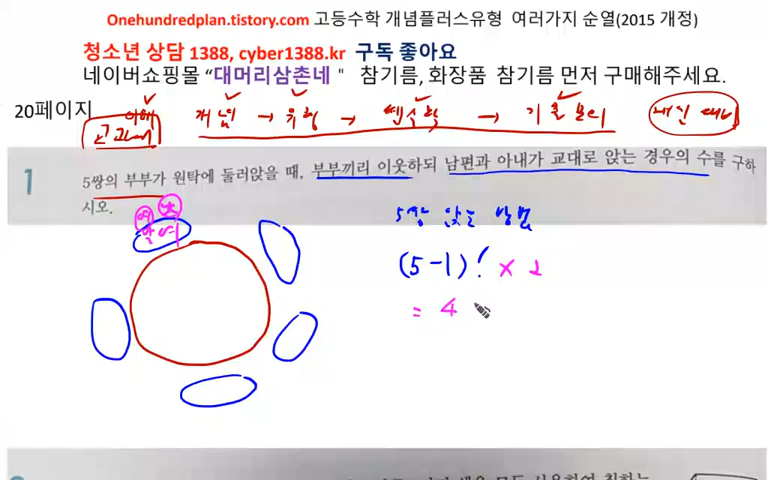 Onehundredplan.tistory.com 고등수학 개념플러스유형 여러가지 순열(2015 개정)
청소년 상담 1388, cyber1388.kr 구독 좋아요
네이버쇼핑몰 "대머리삼촌네 " 참기름, 화장품 참기름 먼저 구매해주세요.
20페이지
교과서 개념 → 유형 → 쎈수학 → 기출문제 내신 대비
1 5쌍의 부부가 원탁에 둘러앉을 때, 부부끼리 이웃하되 남편과 아내가 교대로 앉는 경우의 수를 구하
시오.
5쌍 앉는 방법
(5-1)! × 2
= 4